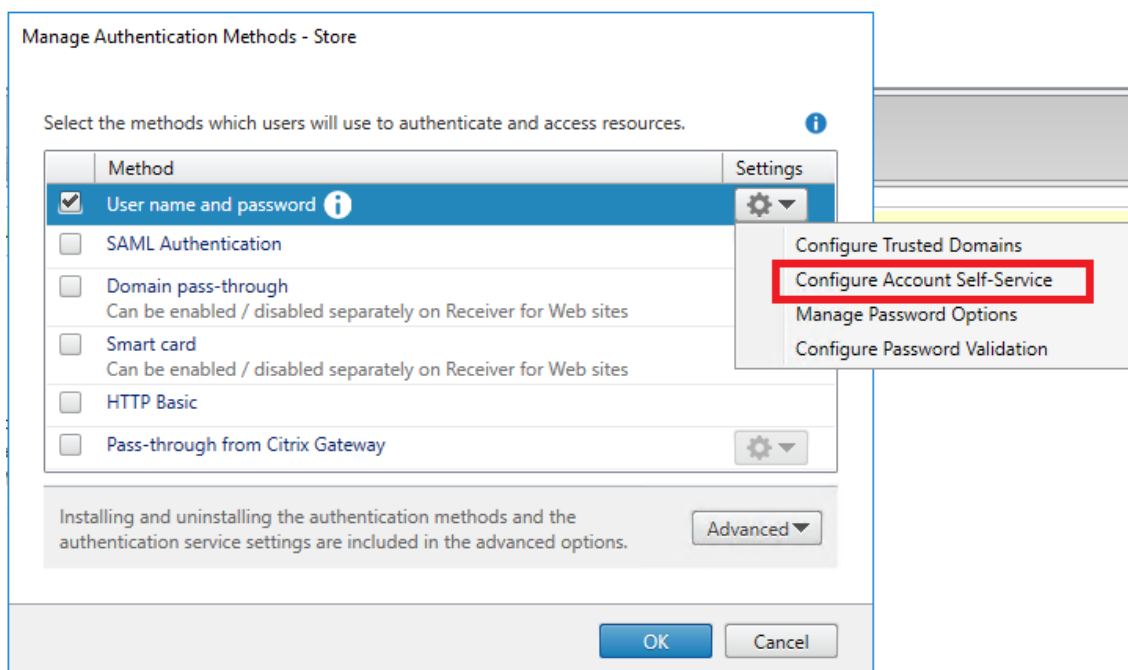 Manage Authentication Methods - Store
Select the methods which users will use to authenticate and access resources.
Method Settings
User name and password
SAML Authentication
Domain pass-through
Can be enabled / disabled separately on Receiver for Web sites
Smart card
Can be enabled / disabled separately on Receiver for Web sites
HTTP Basic
Pass-through from Citrix Gateway
Configure Trusted Domains
Configure Account Self-Service
Manage Password Options
Configure Password Validation
Installing and uninstalling the authentication methods and the
authentication service settings are included in the advanced options.
Advanced
OK Cancel